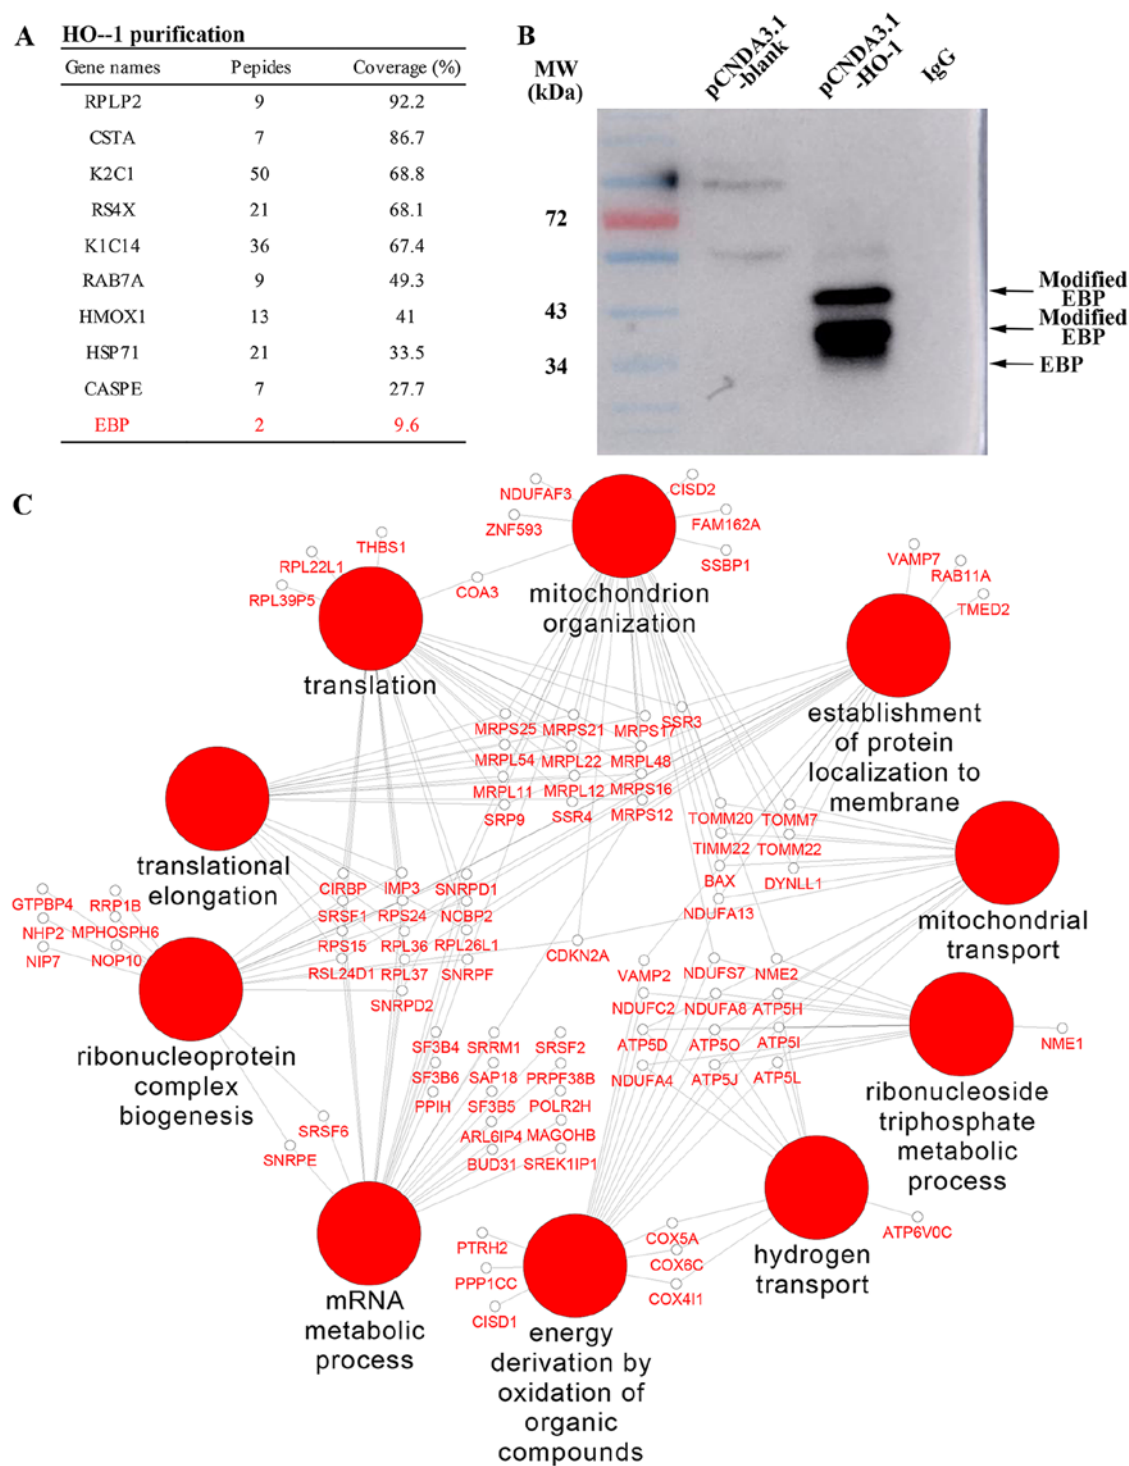 A
HO--1 purification
Gene names Pepides Coverage (%)
RPLP2 9 92.2
CSTA 7 86.7
K2C1 50 68.8
RS4X 21 68.1
K1C14 36 67.4
RAB7A 9 49.3
HMOX1 13 41
HSP71 21 33.5
CASPE 7 27.7
EBP 2 9.6
B
MW
(kDa)
pCNDA3.1
-blank
pCNDA3.1
-HO-1
IgG
72
43
34
Modified
EBP
Modified
EBP
EBP
C
NDUFAF3
CISD2
ZNF593
FAM162A
SSBP1
COA3
mitochondrion
organization
THBS1
RPL22L1
RPL39P5
translation
VAMP7
RAB11A
TMED2
establishment
of protein
localization to
membrane
MRPS25 MRPS21 MRPS17 SSR3
MRPL54 MRPL22 MRPL48
MRPL11 MRPL12 MRPS16
SRP9 SSR4 MRPS12
TOMM20 TOMM7
TIMM22 TOMM22
BAX DYNLL1
NDUFA13
translational
elongation
mitochondrial
transport
CIRBP IMP3 SNRPD1
SRSF1 RPS24 NCBP2
RPS15 RPL36 RPL26L1
RSL24D1 RPL37 SNRPF
SNRPD2
CDKN2A
GTPBP4 RRP1B
NHP2 MPHOSPH6
NIP7 NOP10
ribonucleoprotein
complex
biogenesis
VAMP2 NDUFS7 NME2
NDUFC2 NDUFA8 ATP5H
ATP5D ATP5O ATP5I
NDUFA4 ATP5J ATP5L
NME1
ribonucleoside
triphosphate
metabolic
process
SF3B4 SRRM1 SRSF2
SF3B6 SAP18 PRPF38B
PPIH SF3B5 POLR2H
ARL6IP4 MAGOHB
BUD31 SREK1IP1
SRSF6
SNRPE
mRNA
metabolic
process
PTRH2
PPP1CC
CISD1
COX5A
COX6C
COX4I1
energy
derivation by
oxidation of
organic
compounds
ATP6V0C
hydrogen
transport